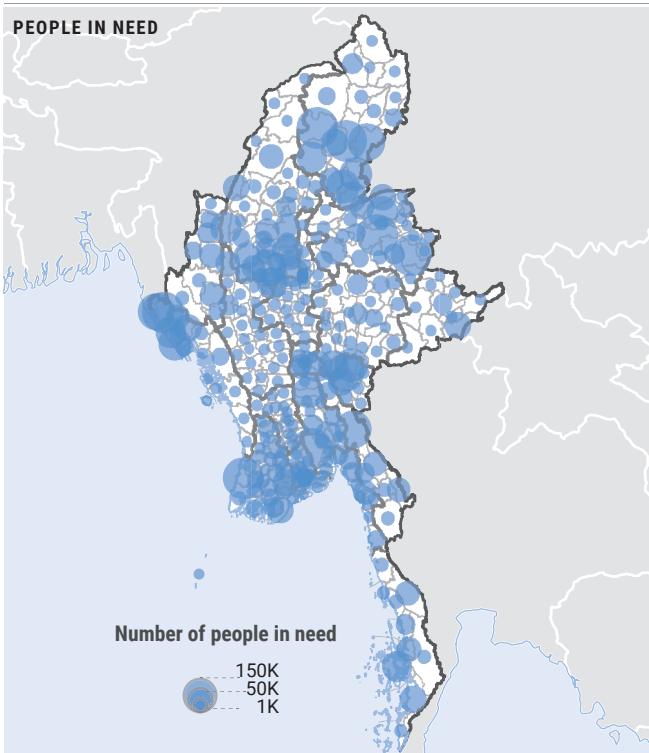 PEOPLE IN NEED
Number of people in need
150K
50K
1K